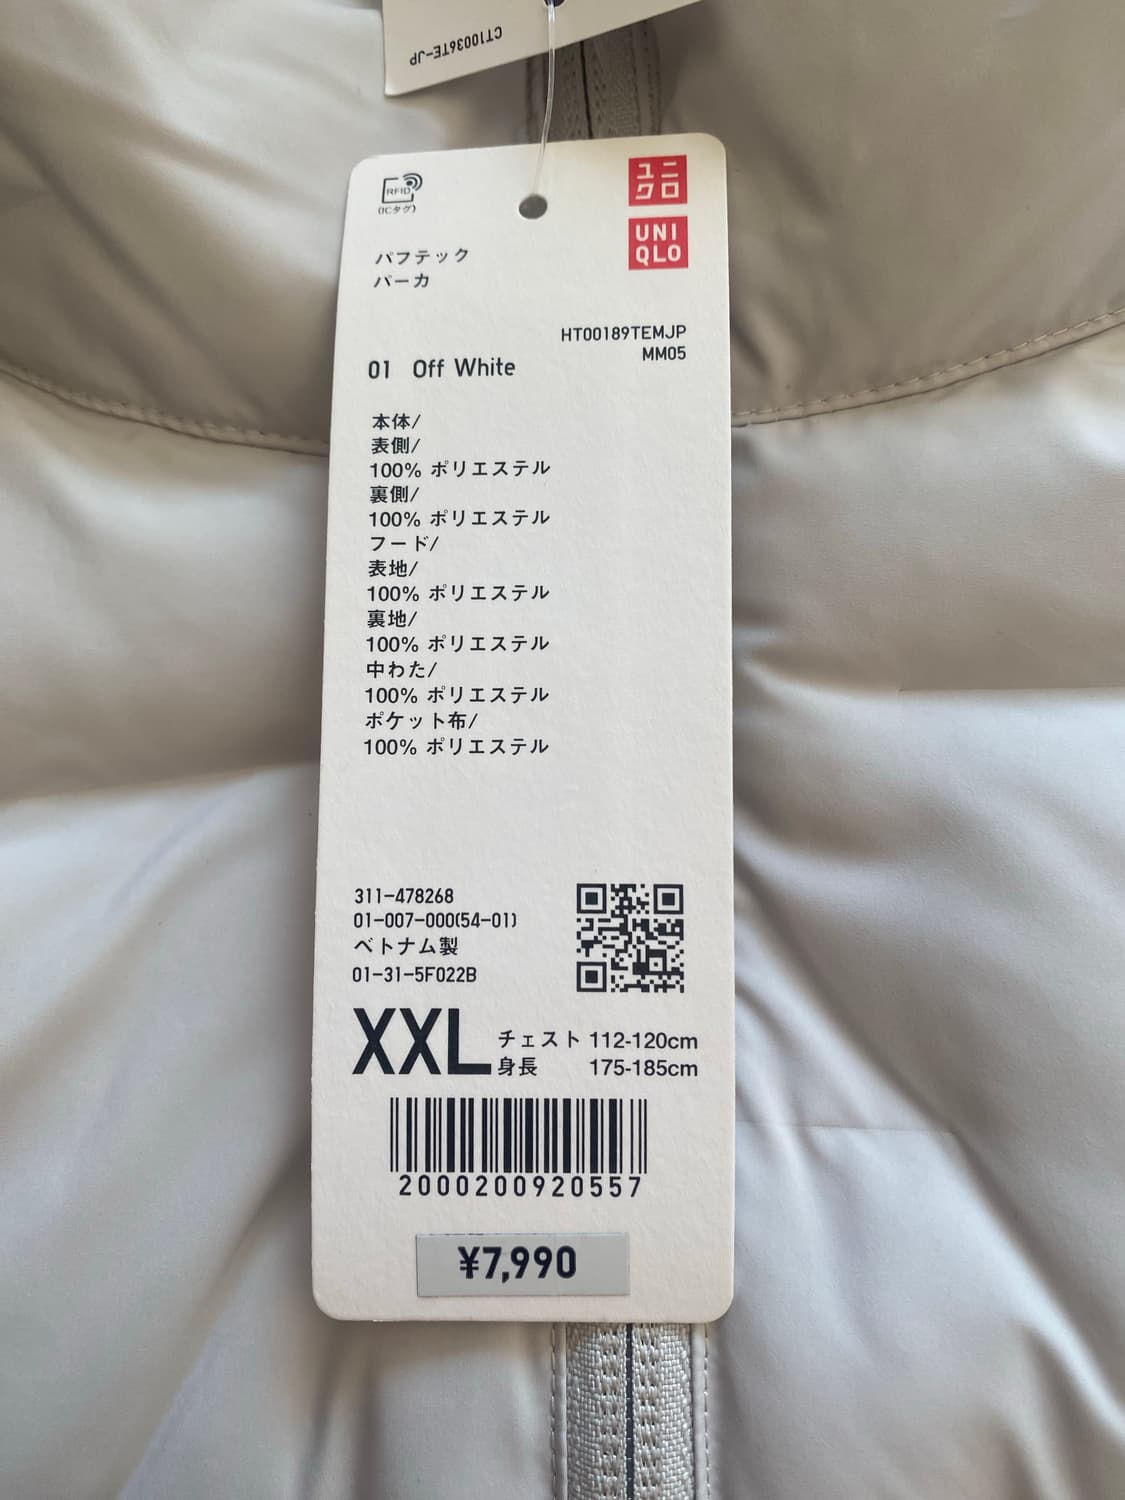 CT10036TE-JP
RFID
(ICタグ)
ユニ
クロ
UNI
QLO
パフテック
パーカ
HT00189TEMJP
MM05
01 Off White
本体/
表側/
100% ポリエステル
裏側/
100% ポリエステル
フード/
表地/
100% ポリエステル
裏地/
100% ポリエステル
中わた/
100% ポリエステル
ポケット布/
100% ポリエステル
311-478268
01-007-000(54-01)
ベトナム製
01-31-5F022B
XXL
チェスト 112-120cm
身長 175-185cm
2000200920557
¥7,990